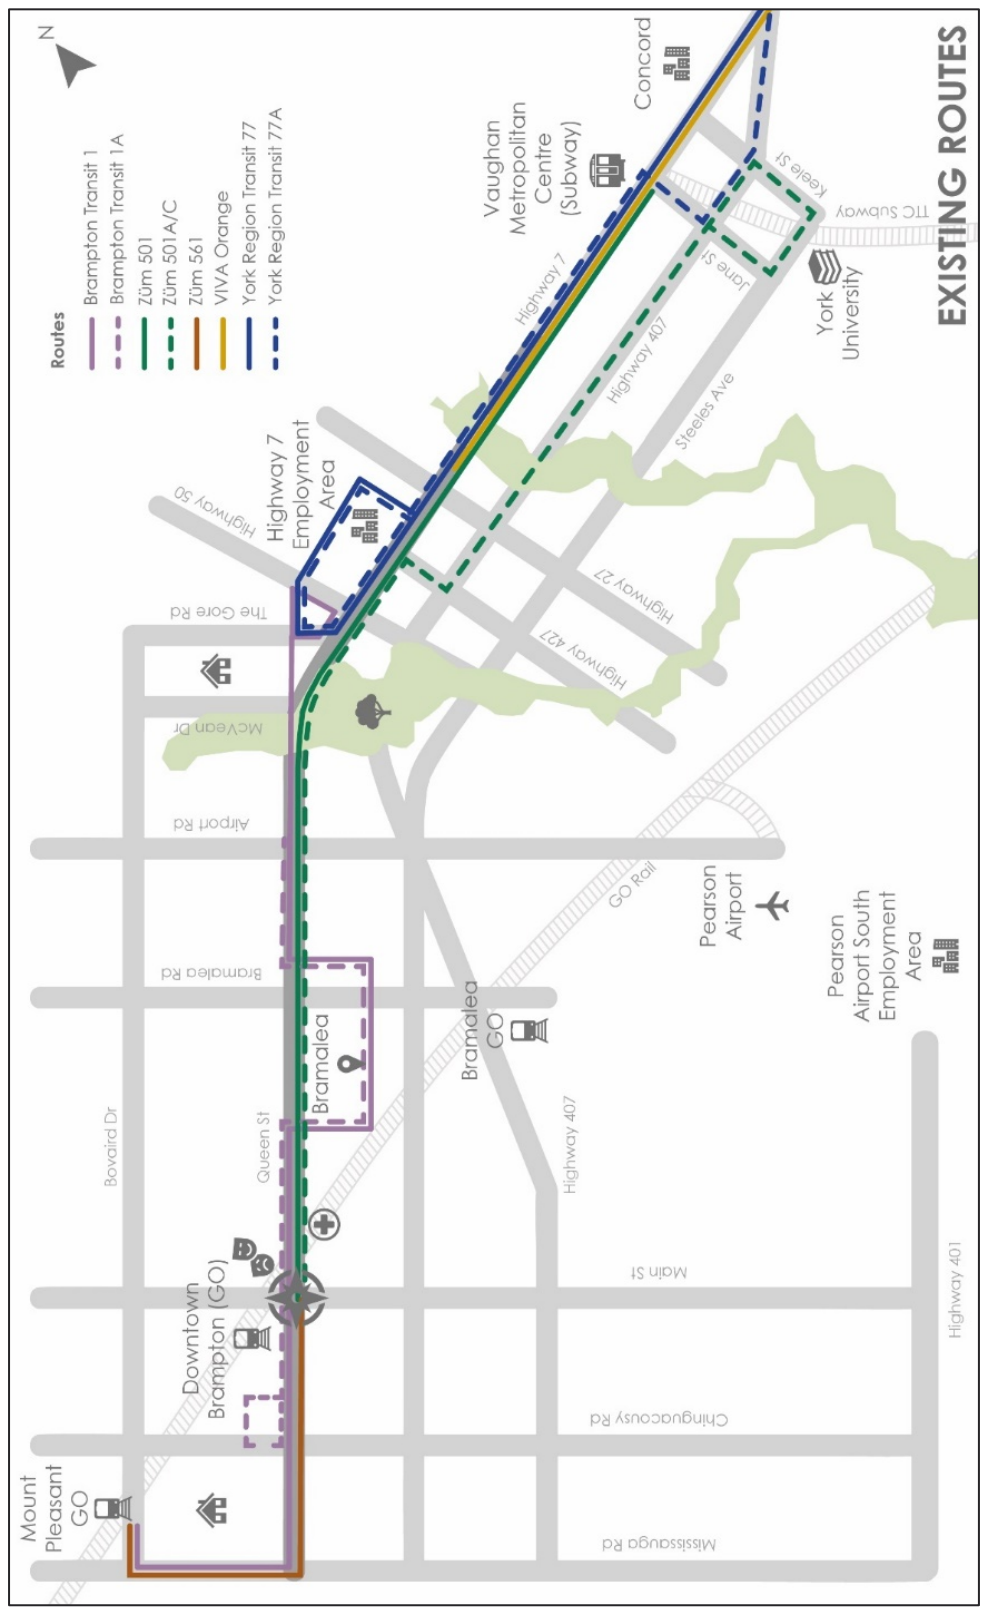 EXISTING ROUTES
N
Routes
Brampton Transit 1
Brampton Transit 1A
Züm 501
Züm 501A/C
Züm 561
VIVA Orange
York Region Transit 77
York Region Transit 77A
Mount
Pleasant
GO
Downtown
Brampton (GO)
Bramalea
Bramalea
GO
Pearson
Airport
Pearson
Airport South
Employment
Area
Highway 7
Employment
Area
Vaughan
Metropolitan
Centre
(Subway)
Concord
York
University
Bovaird Dr
Queen St
Highway 407
Highway 401
Mississauga Rd
Chinguacousy Rd
Main St
Bramalea Rd
Airport Rd
McVean Dr
The Gore Rd
Highway 50
Highway 427
Highway 27
GO Rail
Highway 7
Highway 407
Steeles Ave
Jane St
Keele St
TTC Subway